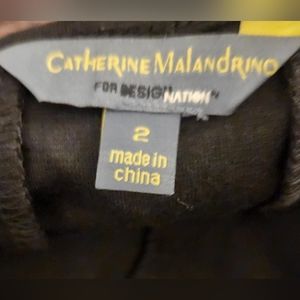 CATHERINE MALANDRINO
FOR DESIGNATION"
2
made in
china